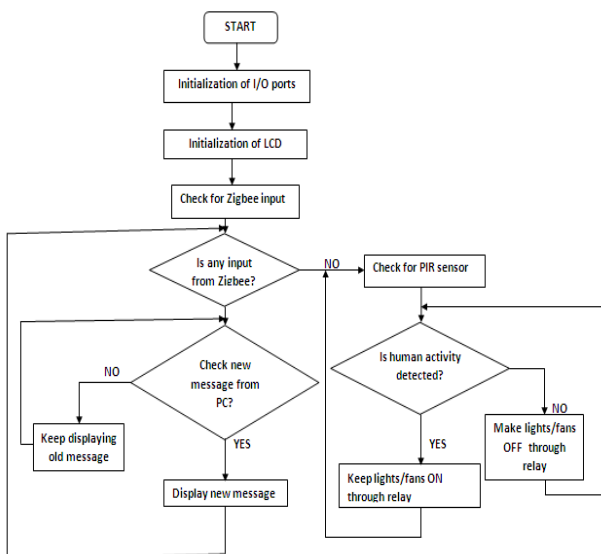 START
Initialization of I/O ports
Initialization of LCD
Check for Zigbee input
Is any input
from Ziebee?
NO
Check for PIR sensor
Check new
message from
PC?
NO
YES
Keep displaying
old message
Display new message
Is human activity
detected?
NO
YES
Make lights/fans
OFF through
relay
Keep lights/fans ON
through relay